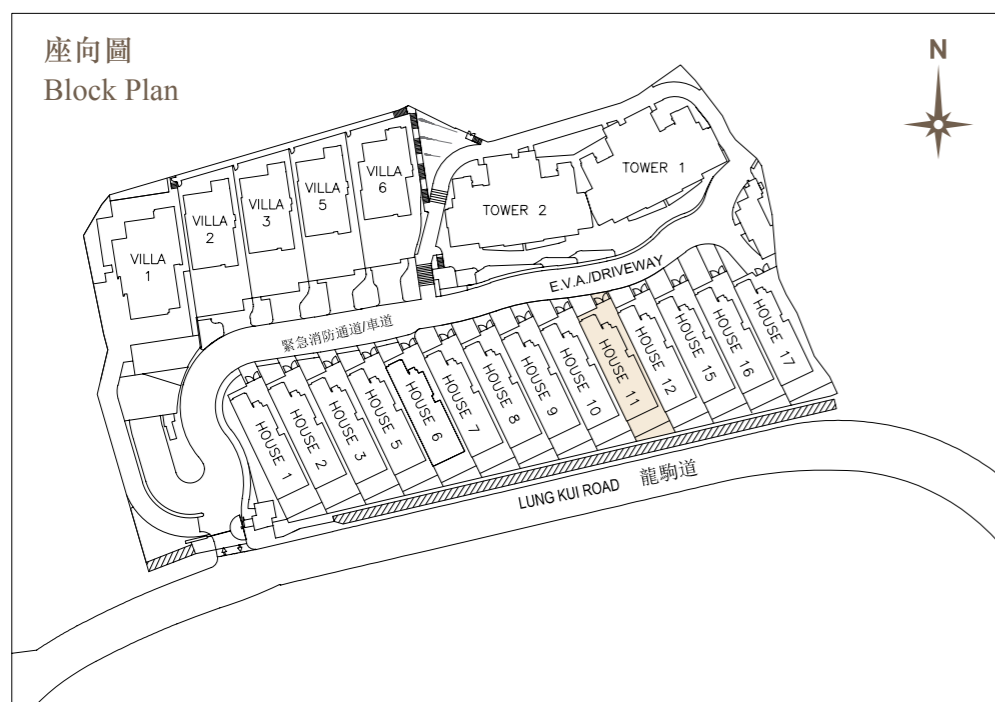 座向圖
Block Plan
N
VILLA
1
VILLA
2
VILLA
3
VILLA
5
VILLA
6
TOWER 2
TOWER 1
E.V.A./DRIVEWAY
緊急消防通道/車道
HOUSE 1
HOUSE 2
HOUSE 3
HOUSE 5
HOUSE 6
HOUSE 7
HOUSE 8
HOUSE 9
HOUSE 10
HOUSE 11
HOUSE 12
HOUSE 15
HOUSE 16
HOUSE 17
LUNG KUI ROAD 龍駒道